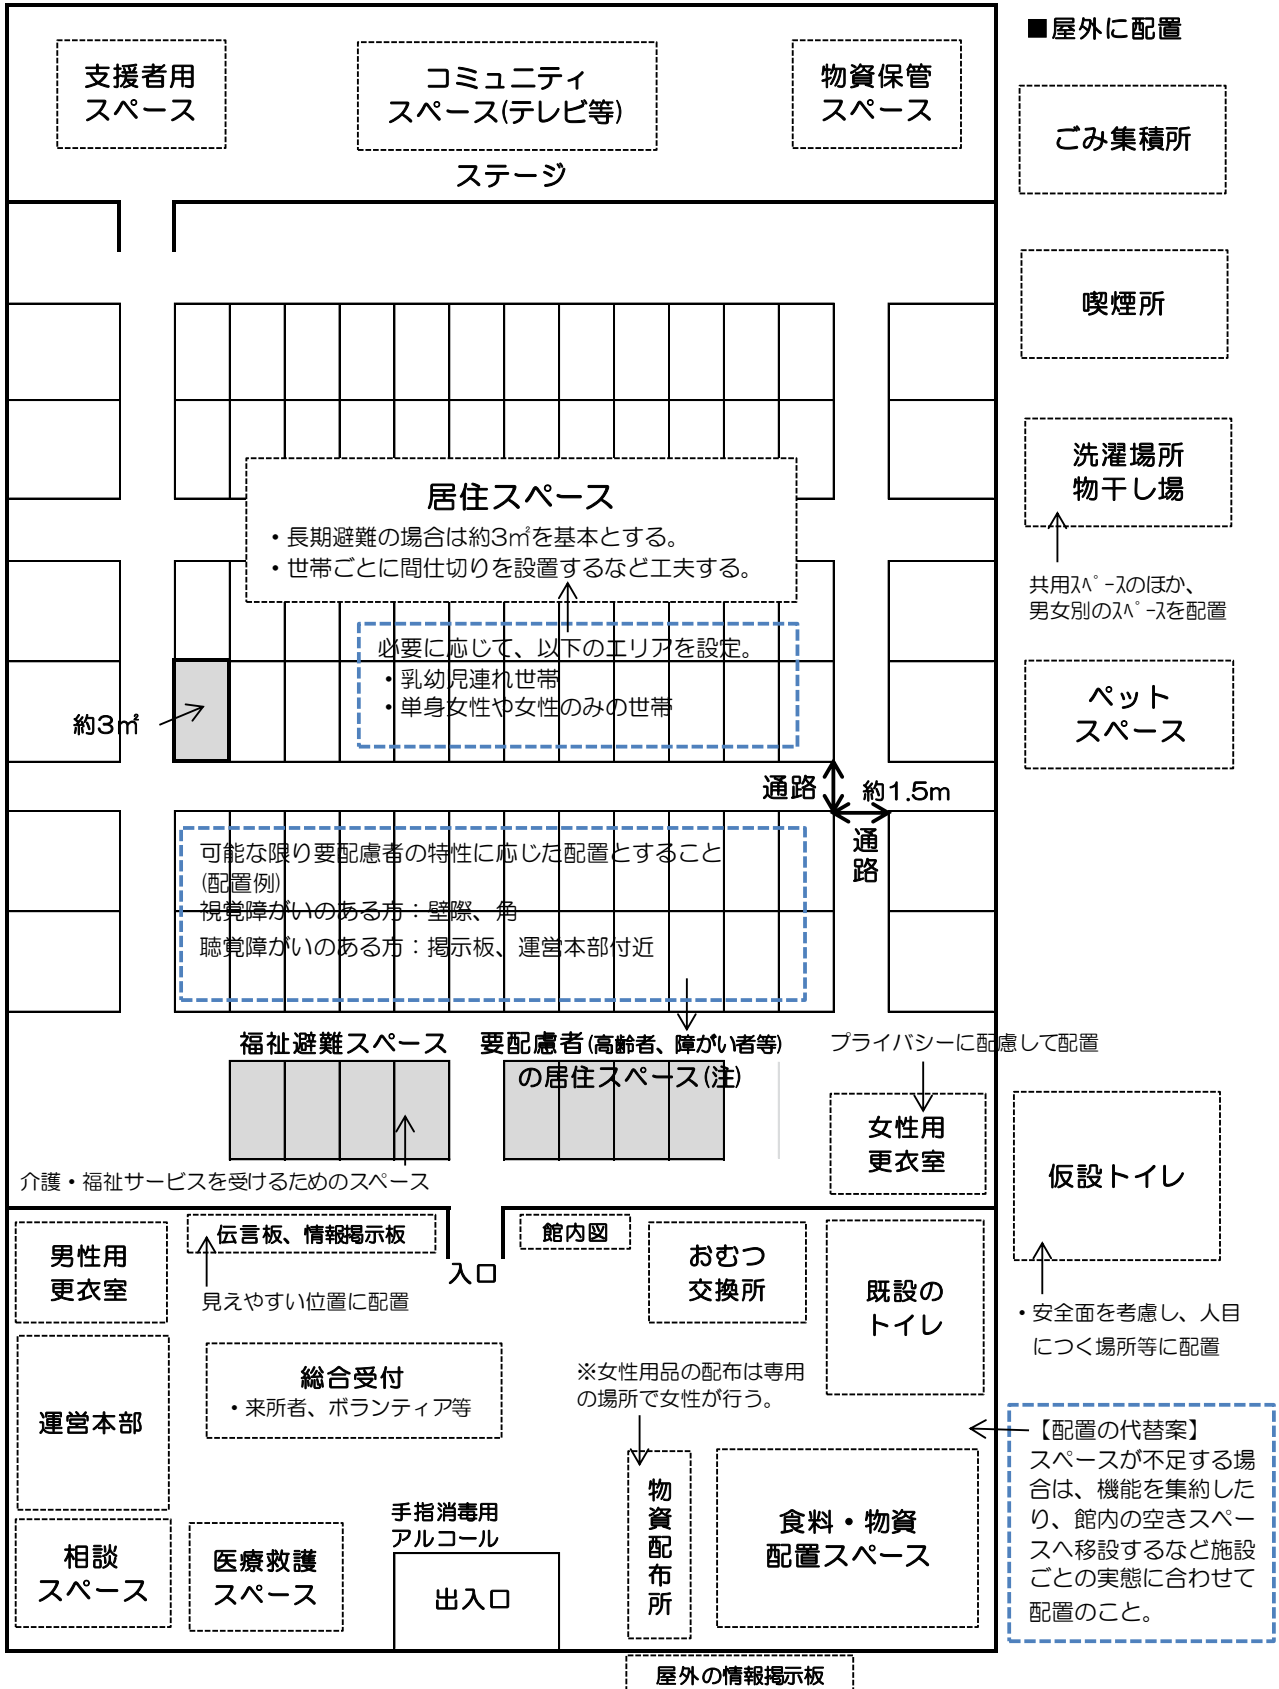 ■屋外に配置
支援者用
スペース
コミュニティ
スペース(テレビ等)
物資保管
スペース
ステージ
ごみ集積所
喫煙所
洗濯場所
物干し場
共用ｽﾍﾟｰｽのほか、
男女別のｽﾍﾟｰｽを配置
ペット
スペース
居住スペース
・長期避難の場合は約3㎡を基本とする。
・世帯ごとに間仕切りを設置するなど工夫する。
必要に応じて、以下のエリアを設定。
・乳幼児連れ世帯
・単身女性や女性のみの世帯
約3㎡
通路
約1.5m
通
路
可能な限り要配慮者の特性に応じた配置とすること
(配置例)
視覚障がいのある方：壁際、角
聴覚障がいのある方：掲示板、運営本部付近
福祉避難スペース
要配慮者(高齢者、障がい者等)
の居住スペース(注)
プライバシーに配慮して配置
女性用
更衣室
仮設トイレ
・安全面を考慮し、人目
につく場所等に配置
介護・福祉サービスを受けるためのスペース
男性用
更衣室
伝言板、情報掲示板
見えやすい位置に配置
入口
館内図
おむつ
交換所
既設の
トイレ
運営本部
総合受付
・来所者、ボランティア等
※女性用品の配布は専用
の場所で女性が行う。
【配置の代替案】
スペースが不足する場
合は、機能を集約した
り、館内の空きスペー
スへ移設するなど施設
ごとの実態に合わせて
配置のこと。
相談
スペース
医療救護
スペース
手指消毒用
アルコール
出入口
物
資
配
布
所
食料・物資
配置スペース
屋外の情報掲示板